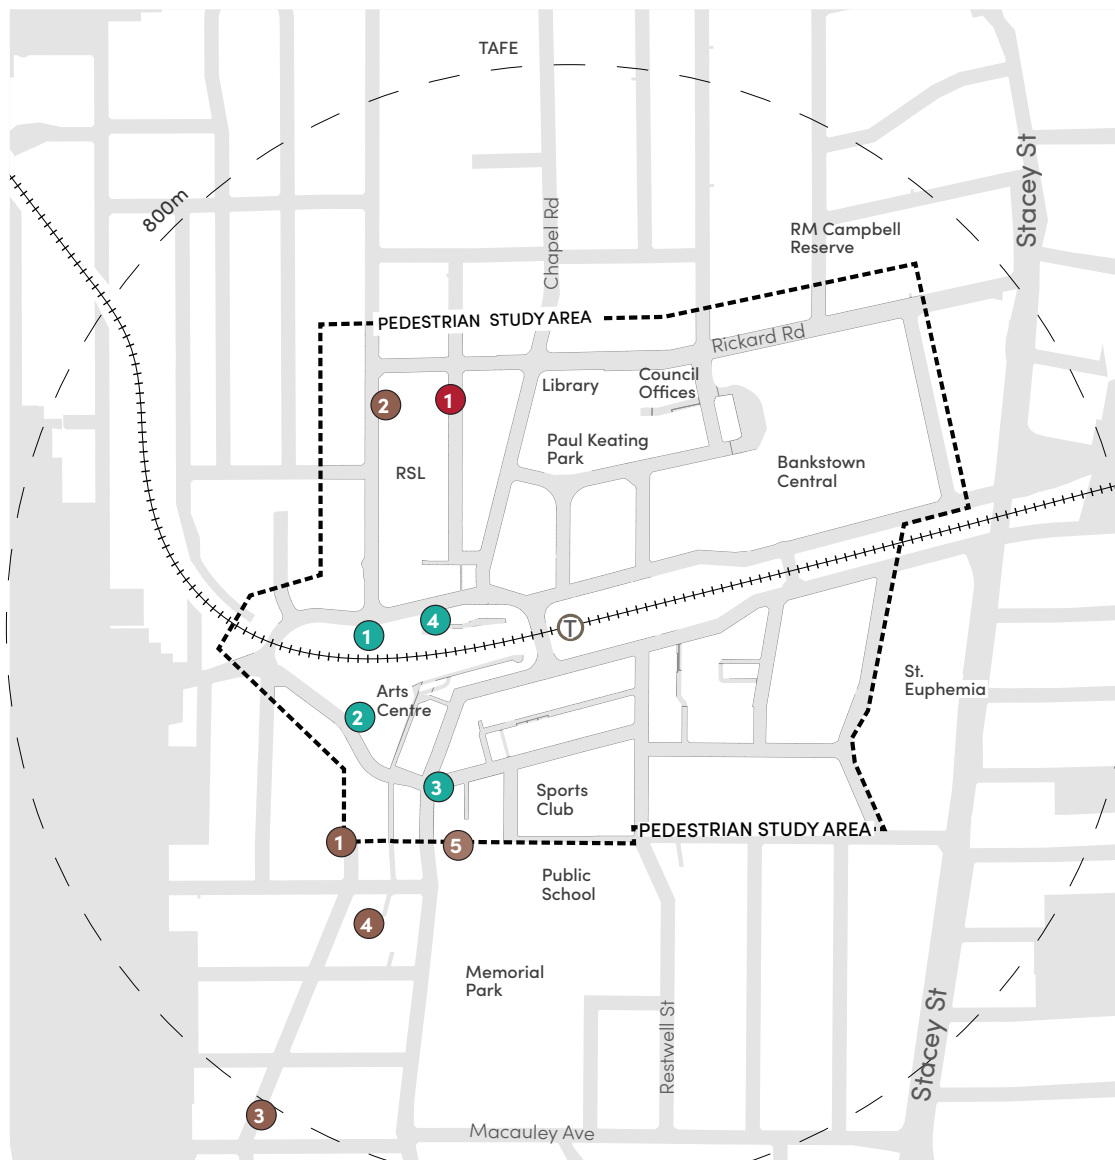 TAFE
Stacey St
800m
Chapel Rd
RM Campbell
Reserve
PEDESTRIAN STUDY AREA
Rickard Rd
Council
Offices
Library
2
1
Paul Keating
Park
RSL
Bankstown
Central
4
1
T
St.
Euphemia
Arts
Centre
2
3
Sports
Club
PEDESTRIAN STUDY AREA
1
5
Public
School
4
Memorial
Park
Restwell St
Stacey St
3
Macauley Ave